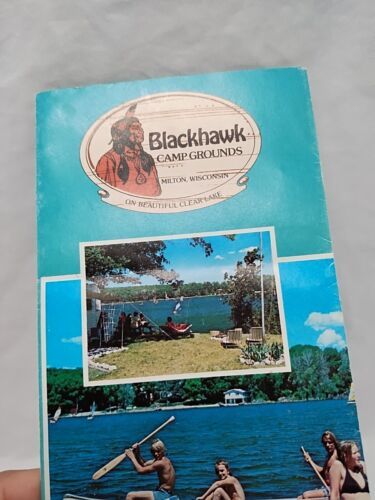 Blackhawk
CAMP GROUNDS
MILTON, WISCONSIN
ON BEAUTIFUL CLEAR LAKE